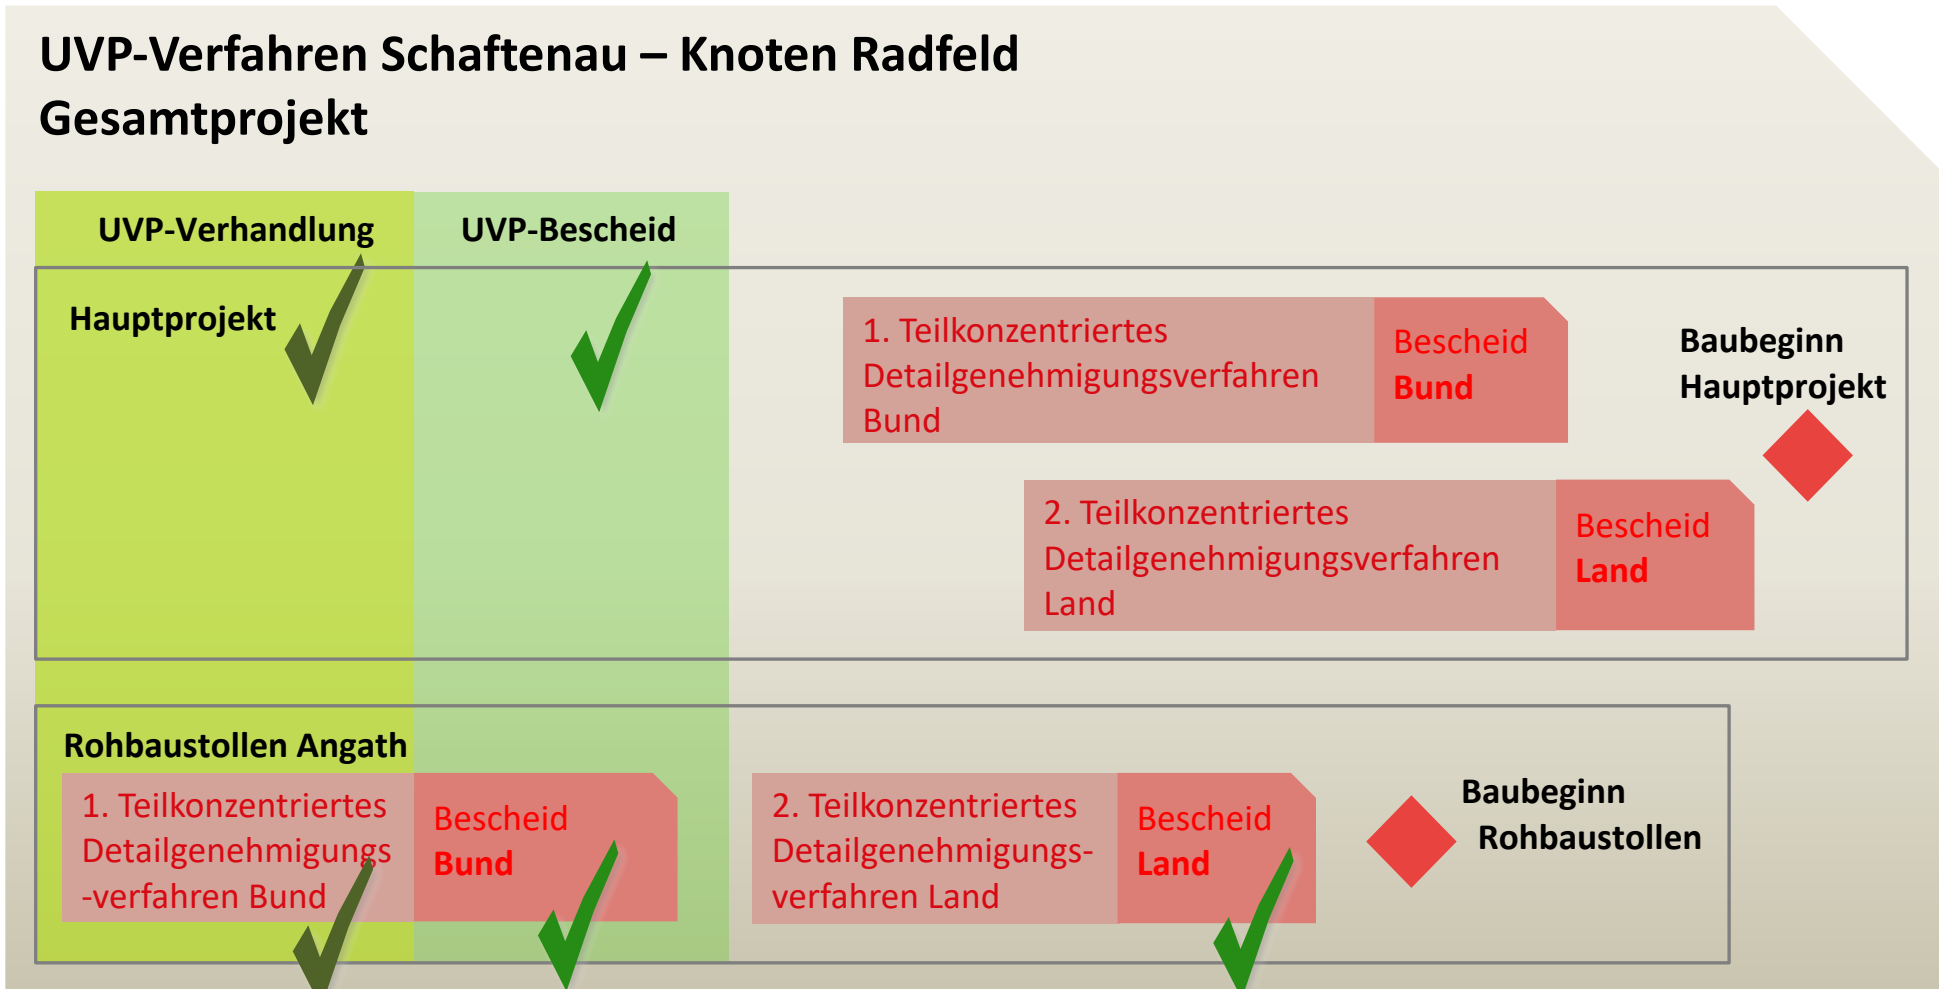 UVP-Verfahren Schaftenau – Knoten Radfeld
Gesamtprojekt
UVP-Verhandlung
UVP-Bescheid
Hauptprojekt
1. Teilkonzentriertes
Detailgenehmigungsverfahren
Bund
Bescheid
Bund
Baubeginn
Hauptprojekt
2. Teilkonzentriertes
Detailgenehmigungsverfahren
Land
Bescheid
Land
Rohbaustollen Angath
1. Teilkonzentriertes
Detailgenehmigungs
-verfahren Bund
Bescheid
Bund
2. Teilkonzentriertes
Detailgenehmigungs-
verfahren Land
Bescheid
Land
Baubeginn
Rohbaustollen